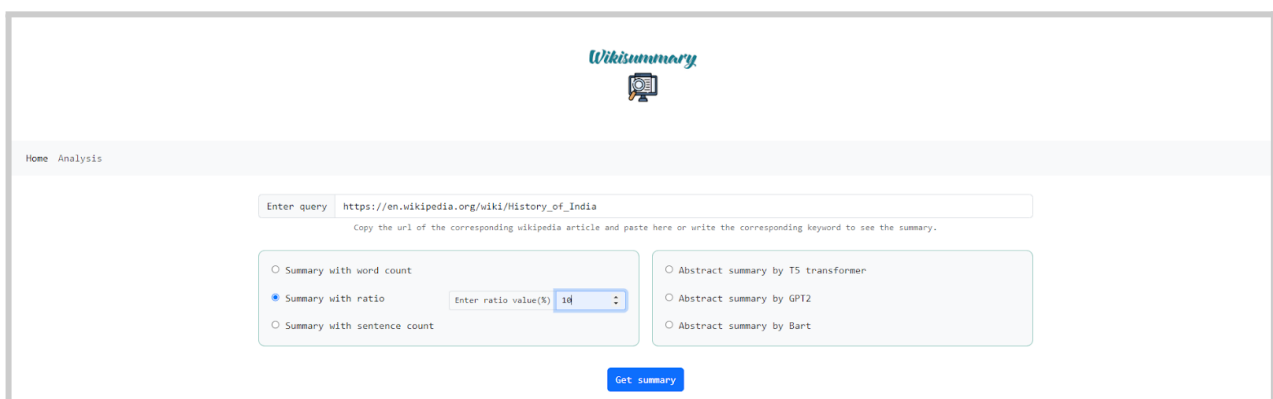 Wikisummary
Home Analysis
Enter query https://en.wikipedia.org/wiki/History_of_India
Copy the url of the corresponding wikipedia article and paste here or write the corresponding keyword to see the summary.
Summary with word count
Summary with ratio Enter ratio value(%) 10
Summary with sentence count
Abstract summary by T5 transformer
Abstract summary by GPT2
Abstract summary by Bart
Get summary